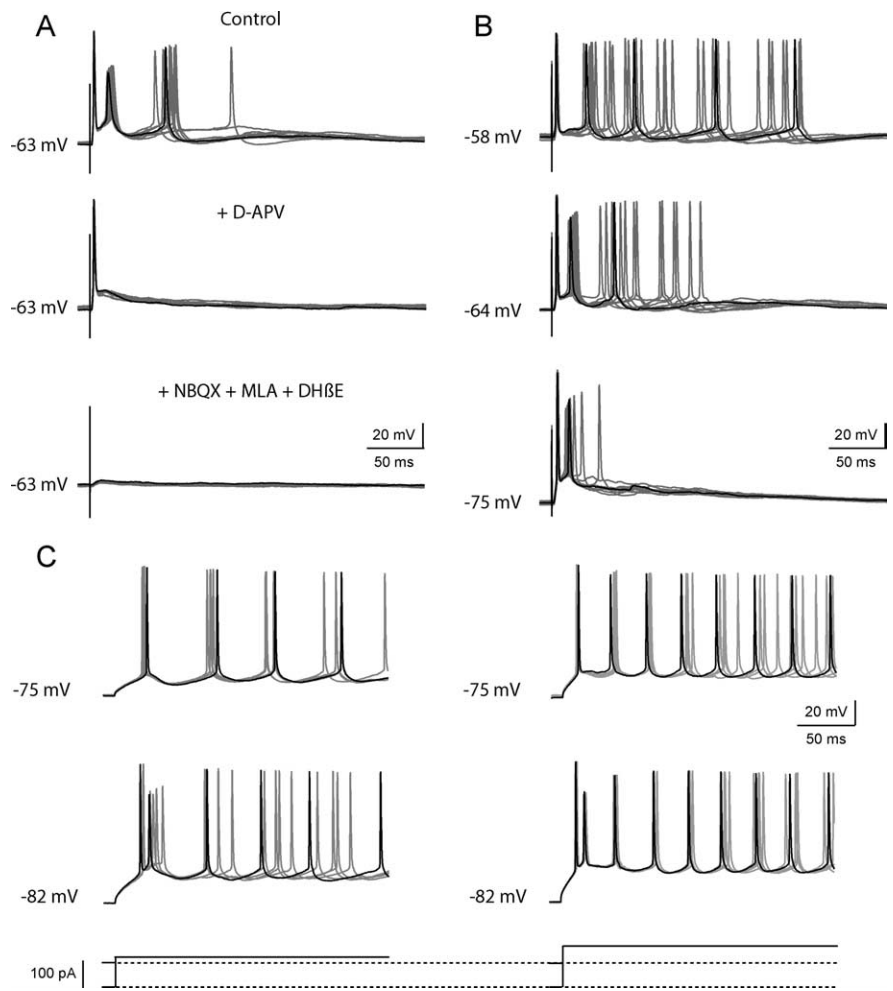 A
Control
B
-63 mV
-58 mV
+ D-APV
-63 mV
-64 mV
+ NBQX + MLA + DHßE
20 mV
50 ms
20 mV
50 ms
-63 mV
-75 mV
C
-75 mV
-75 mV
20 mV
50 ms
-82 mV
-82 mV
100 pA